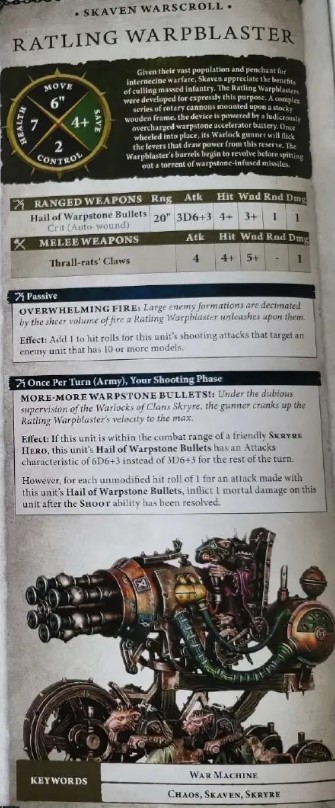 • SKAVEN WARSCROLL •
RATLING WARPBLASTER
MOVE
6"
HEALTH
7
4+
SAVE
2
CONTROL
Given their vast population and penchant for
internecine warfare, Skaven appreciate the benefits
of culling massed infantry. The Ratling Warpblasters
were developed for expressly this purpose. A complex
series of rotary cannons mounted upon a stocky
wooden frame, the device is powered by a ludicrously
overcharged warpstone accelerator battery. Once
wheeled into place, its Warlock gunner will flick
the levers that draw power from this reserve. The
Warpblaster's barrels begin to revolve before spitting
out a torrent of warpstone-infused missiles.
RANGED WEAPONS Rng Atk Hit Wnd Rnd Dmg
Hail of Warpstone Bullets 20" 3D6+3 4+ 3+ 1 1
Crit (Auto-wound)
MELEE WEAPONS Atk Hit Wnd Rnd Dmg
Thrall-rats' Claws 4 4+ 5+ - 1
Passive
OVERWHELMING FIRE: Large enemy formations are decimated
by the sheer volume of fire a Ratling Warpblaster unleashes upon them.
Effect: Add 1 to hit rolls for this unit's shooting attacks that target an
enemy unit that has 10 or more models.
Once Per Turn (Army), Your Shooting Phase
MORE-MORE WARPSTONE BULLETS!: Under the dubious
supervision of the Warlocks of Clans Skryre, the gunner cranks up the
Ratling Warpblaster's velocity to the max.
Effect: If this unit is within the combat range of a friendly SKRYRE
HERO, this unit's Hail of Warpstone Bullets has an Attacks
characteristic of 6D6+3 instead of 3D6+3 for the rest of the turn.
However, for each unmodified hit roll of 1 for an attack made with
this unit's Hail of Warpstone Bullets, inflict 1 mortal damage on this
unit after the SHOOT ability has been resolved.
KEYWORDS
WAR MACHINE
CHAOS, SKAVEN, SKRYRE